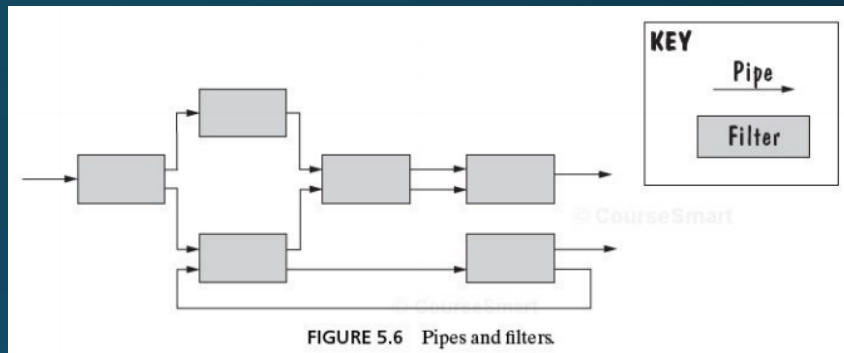 KEY
Pipe
Filter
© CourseSmart
© CourseSmart
FIGURE 5.6 Pipes and filters.